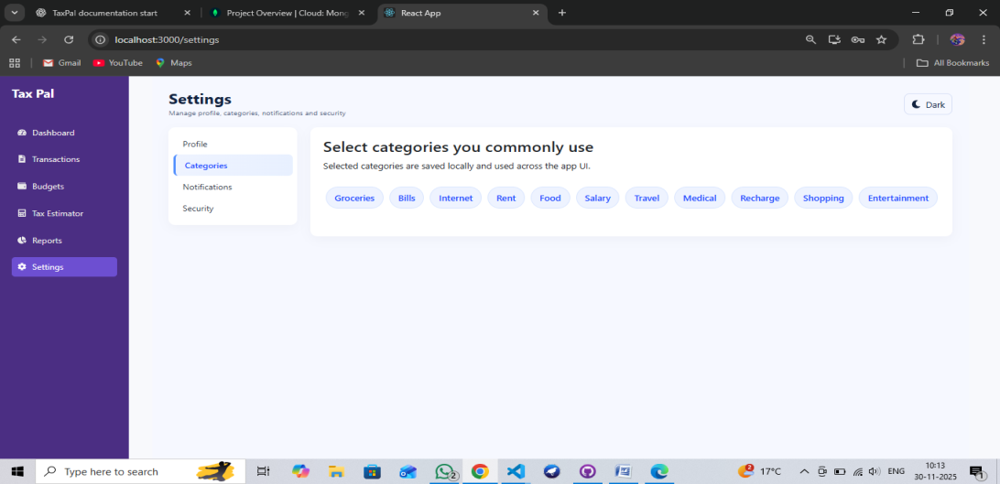 TaxPal documentation start
Project Overview | Cloud: Mong
React App
localhost:3000/settings
Gmail
YouTube
Maps
All Bookmarks
Tax Pal
Dashboard
Transactions
Budgets
Tax Estimator
Reports
Settings
Settings
Manage profile, categories, notifications and security
Dark
Profile
Categories
Notifications
Security
Select categories you commonly use
Selected categories are saved locally and used across the app UI.
Groceries Bills Internet Rent Food Salary Travel Medical Recharge Shopping Entertainment
Type here to search
2
2
17°C
ENG
10:13
30-11-2025
1